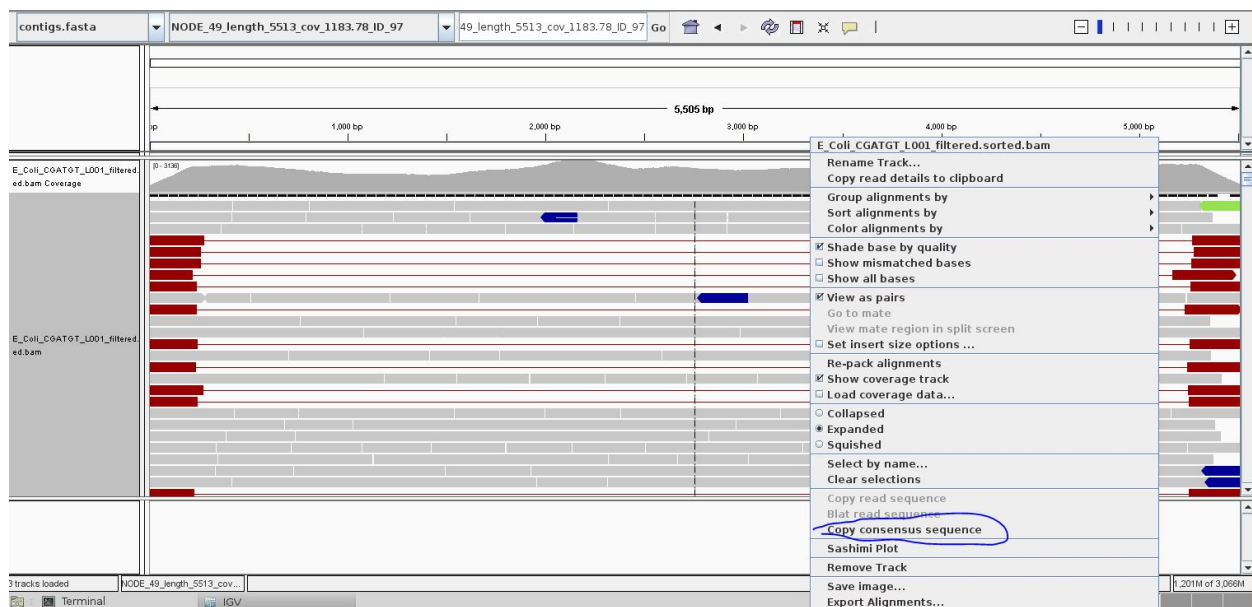 contigs.fasta
NODE_49_length_5513_cov_1183.78_ID_97
49_length_5513_cov_1183.78_ID_97
Go
5,505 bp
bp
1,000 bp
2,000 bp
3,000 bp
4,000 bp
5,000 bp
E_Coli_CGATGT_L001_filtered.
ed.bam Coverage
[0 - 3136]
E_Coli_CGATGT_L001_filtered.
ed.bam
E_Coli_CGATGT_L001_filtered.sorted.bam
Rename Track...
Copy read details to clipboard
Group alignments by
Sort alignments by
Color alignments by
Shade base by quality
Show mismatched bases
Show all bases
View as pairs
Go to mate
View mate region in split screen
Set insert size options ...
Re-pack alignments
Show coverage track
Load coverage data...
Collapsed
Expanded
Squished
Select by name...
Clear selections
Copy read sequence
Blat read sequence
Copy consensus sequence
Sashimi Plot
Remove Track
Save image...
Export Alignments...
3 tracks loaded
NODE_49_length_5513_cov...
1,201M of 3,066M
Terminal
IGV